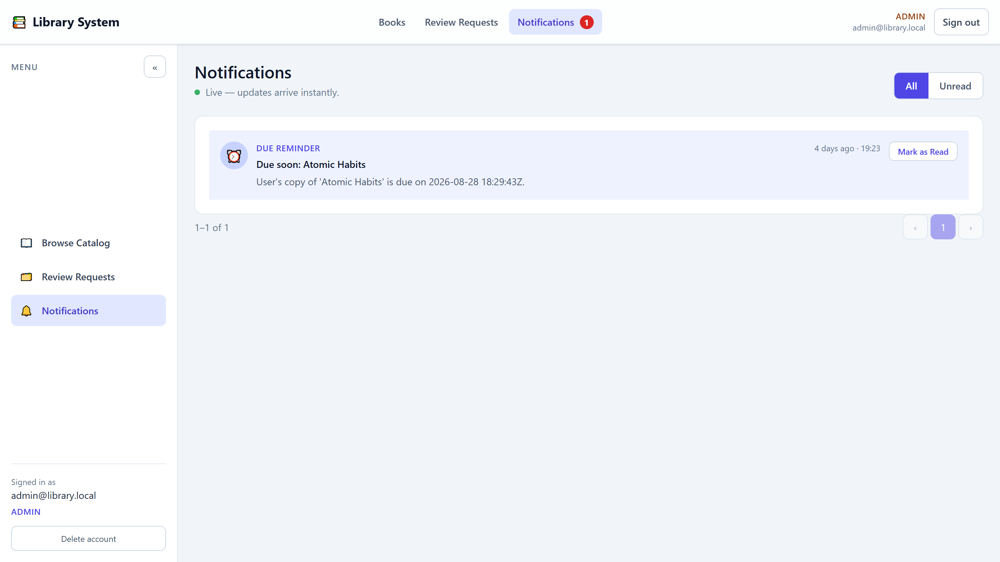 Library System
Books
Review Requests
Notifications 1
ADMIN
admin@library.local
Sign out
MENU
«
Browse Catalog
Review Requests
Notifications
Signed in as
admin@library.local
ADMIN
Delete account
Notifications
Live — updates arrive instantly.
All
Unread
DUE REMINDER
4 days ago · 19:23
Mark as Read
Due soon: Atomic Habits
User's copy of 'Atomic Habits' is due on 2026-08-28 18:29:43Z.
1–1 of 1
‹ 1 ›